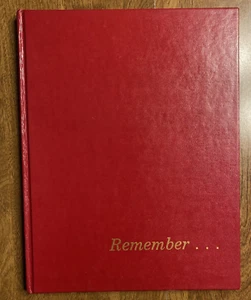 Remember . . .